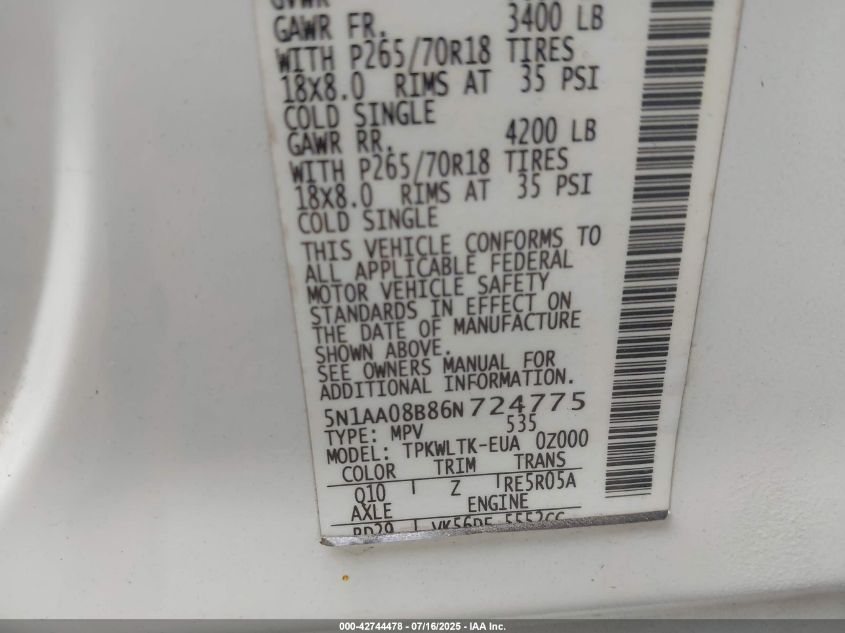 GVWR
GAWR FR. 3400 LB
WITH P265/70R18 TIRES
18X8.0 RIMS AT 35 PSI
COLD SINGLE
GAWR RR. 4200 LB
WITH P265/70R18 TIRES
18X8.0 RIMS AT 35 PSI
COLD SINGLE
THIS VEHICLE CONFORMS TO
ALL APPLICABLE FEDERAL
MOTOR VEHICLE SAFETY
STANDARDS IN EFFECT ON
THE DATE OF MANUFACTURE
SHOWN ABOVE.
SEE OWNERS MANUAL FOR
ADDITIONAL INFORMATION.
5N1AA08B86N724775
TYPE: MPV 535
MODEL: TPKWLTK-EUA 0Z000
COLOR TRIM TRANS
Q10 Z RE5R05A
AXLE ENGINE
VK56DE 5552CC
000-42744478 - 07/16/2025 - IAA Inc.